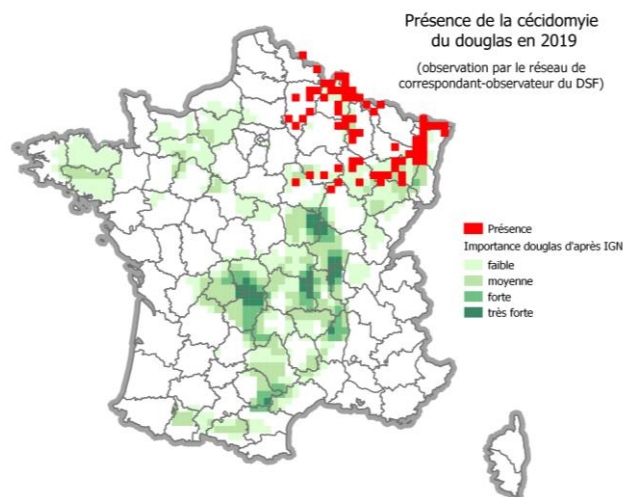 Présence de la cécidomyie
du douglas en 2019
(observation par le réseau de
correspondant-observateur du DSF)
Présence
Importance douglas d'après IGN
faible
moyenne
forte
très forte